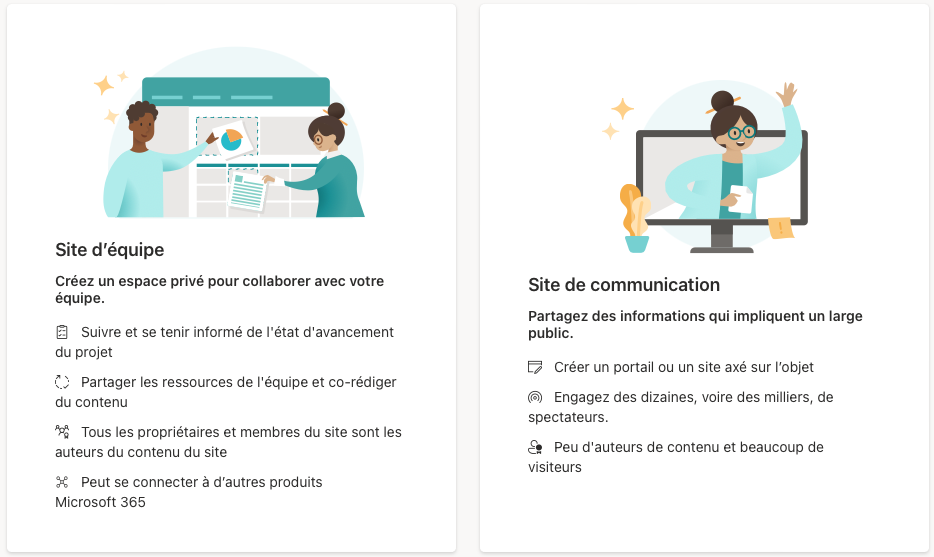 Site d’équipe
Créez un espace privé pour collaborer avec votre
équipe.
Suivre et se tenir informé de l'état d'avancement
du projet
Partager les ressources de l'équipe et co-rédiger
du contenu
Tous les propriétaires et membres du site sont les
auteurs du contenu du site
Peut se connecter à d’autres produits
Microsoft 365
Site de communication
Partagez des informations qui impliquent un large
public.
Créer un portail ou un site axé sur l’objet
Engagez des dizaines, voire des milliers, de
spectateurs.
Peu d'auteurs de contenu et beaucoup de
visiteurs